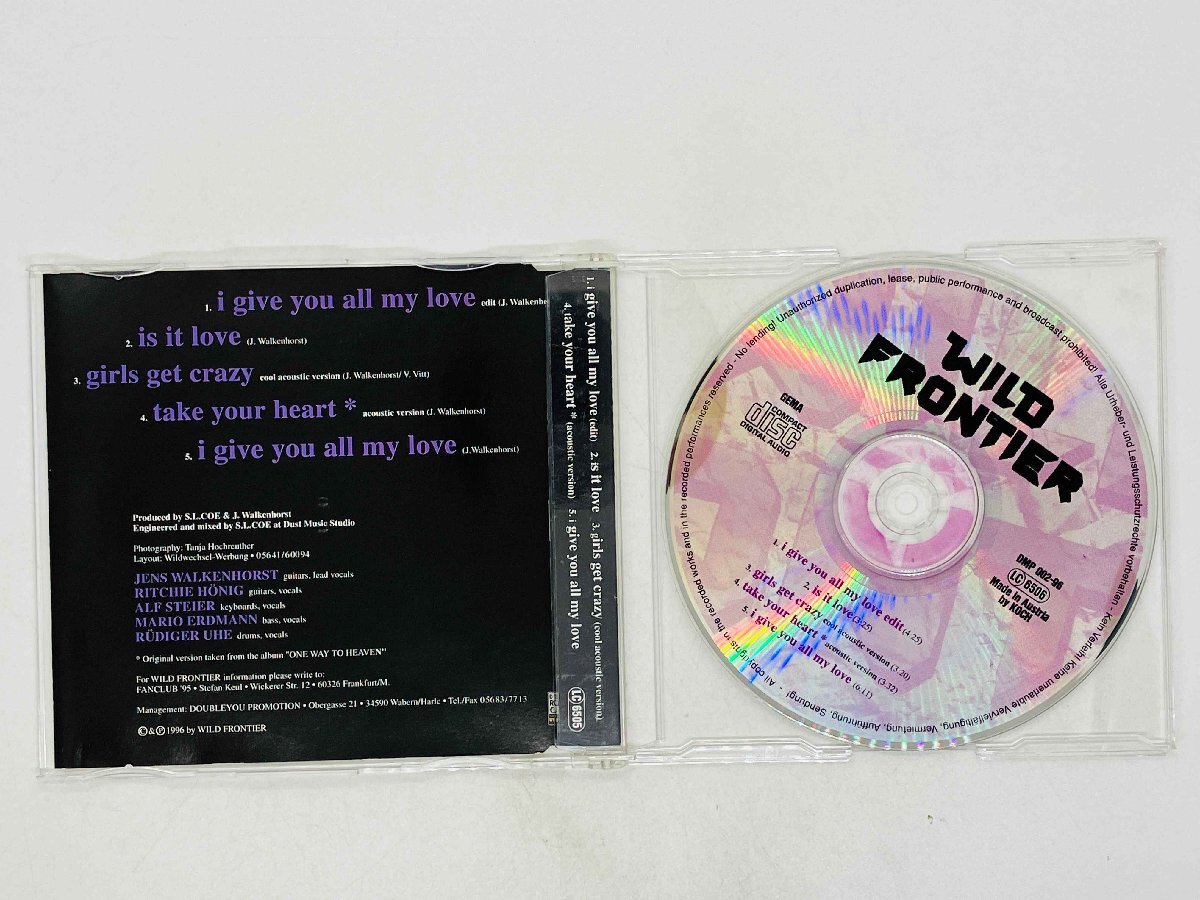 1. i give you all my love edit (J. Walkenho
2. is it love (J. Walkenhorst)
3. girls get crazy cool acoustic version (J. Walkenhorst/ V. Vitt)
4. take your heart * acoustic version (J. Walkenhorst)
5. i give you all my love (J.Walkenhorst)
Produced by S.L.COE & J. Walkenhorst
Engineered and mixed by S.L.COE at Dust Music Studio
Photography: Tanja Hochreuther
Layout: Wildwechsel-Werbung • 05641/60094
JENS WALKENHORST guitars, lead vocals
RITCHIE HÖNIG guitars, vocals
ALF STEIER keyboards, vocals
MARIO ERDMANN bass, vocals
RÜDIGER UHE drums, vocals
* Original version taken from the album "ONE WAY TO HEAVEN"
For WILD FRONTIER information please write to:
FANCLUB '95 • Stefan Keul • Wickerer Str. 12 • 60326 Frankfurt/M.
Management: DOUBLEYOU PROMOTION • Obergasse 21 • 34590 Wabern/Harle • Tel./Fax 05683/7713
© & ℗ 1996 by WILD FRONTIER
1. i give you all my love (edit) 2. is it love 3. girls get crazy (cool acoustic version)
4. take your heart * (acoustic version) 5. i give you all my love
LC 6505
WILD
FRONTIER
GEMA
COMPACT
disc
DIGITAL AUDIO
DMP 002-96
LC 6506
Made in Austria
by KOCH
1. i give you all my love edit (4:25)
2. is it love (3:25)
3. girls get crazy cool acoustic version (3:20)
4. take your heart * acoustic version (3:32)
5. i give you all my love (6:11)
All copyrights in the recorded works and in the recorded performances reserved - No lending! Unauthorized duplication, lease, public performance and broadcast prohibited! Alle Urheber- und Leistungsschutzrechte vorbehalten - Kein Verleih! Keine unerlaubte Vervielfältigung, Vermietung, Aufführung, Sendung! -